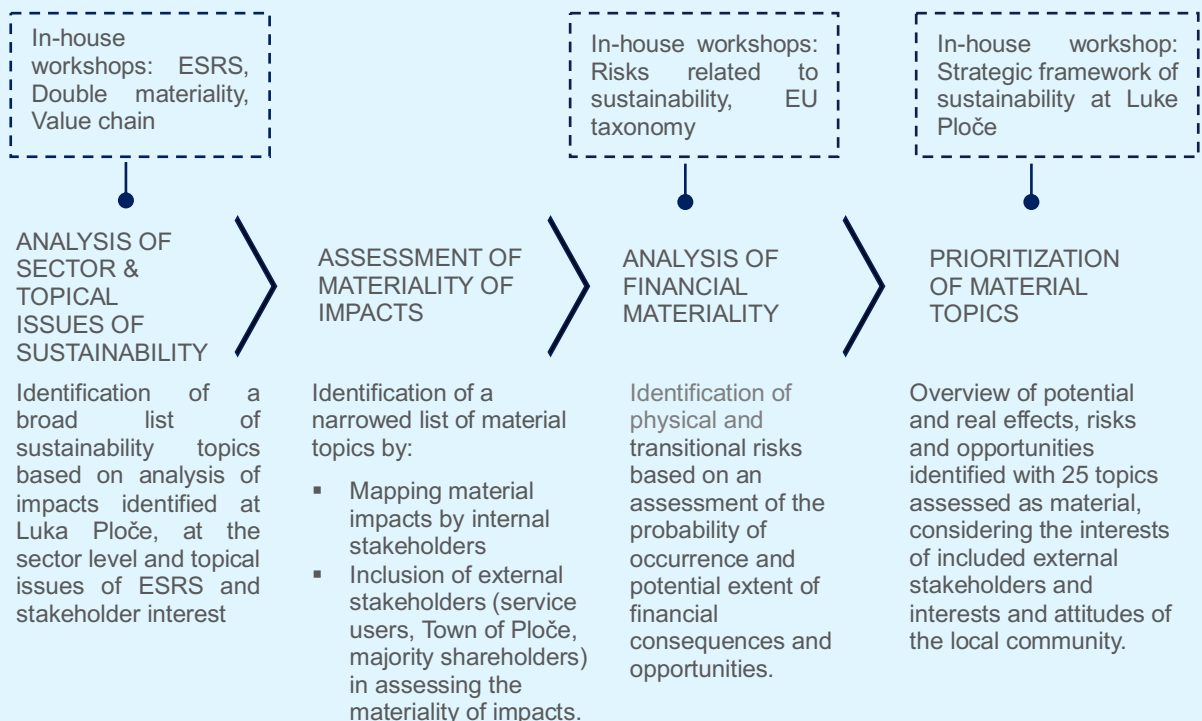 In-house
workshops: ESRS,
Double materiality,
Value chain
In-house workshops:
Risks related to
sustainability, EU
taxonomy
In-house workshop:
Strategic framework of
sustainability at Luke
Ploče
ANALYSIS OF
SECTOR &
TOPICAL
ISSUES OF
SUSTAINABILITY
Identification of a
broad list of
sustainability topics
based on analysis of
impacts identified at
Luka Ploče, at the
sector level and topical
issues of ESRS and
stakeholder interest
ASSESSMENT OF
MATERIALITY OF
IMPACTS
Identification of a
narrowed list of material
topics by:
▪ Mapping material
impacts by internal
stakeholders
▪ Inclusion of external
stakeholders (service
users, Town of Ploče,
majority shareholders)
in assessing the
materiality of impacts.
ANALYSIS OF
FINANCIAL
MATERIALITY
Identification of
physical and
transitional risks
based on an
assessment of the
probability of
occurrence and
potential extent of
financial
consequences and
opportunities.
PRIORITIZATION
OF MATERIAL
TOPICS
Overview of potential
and real effects, risks
and opportunities
identified with 25 topics
assessed as material,
considering the interests
of included external
stakeholders and
interests and attitudes of
the local community.